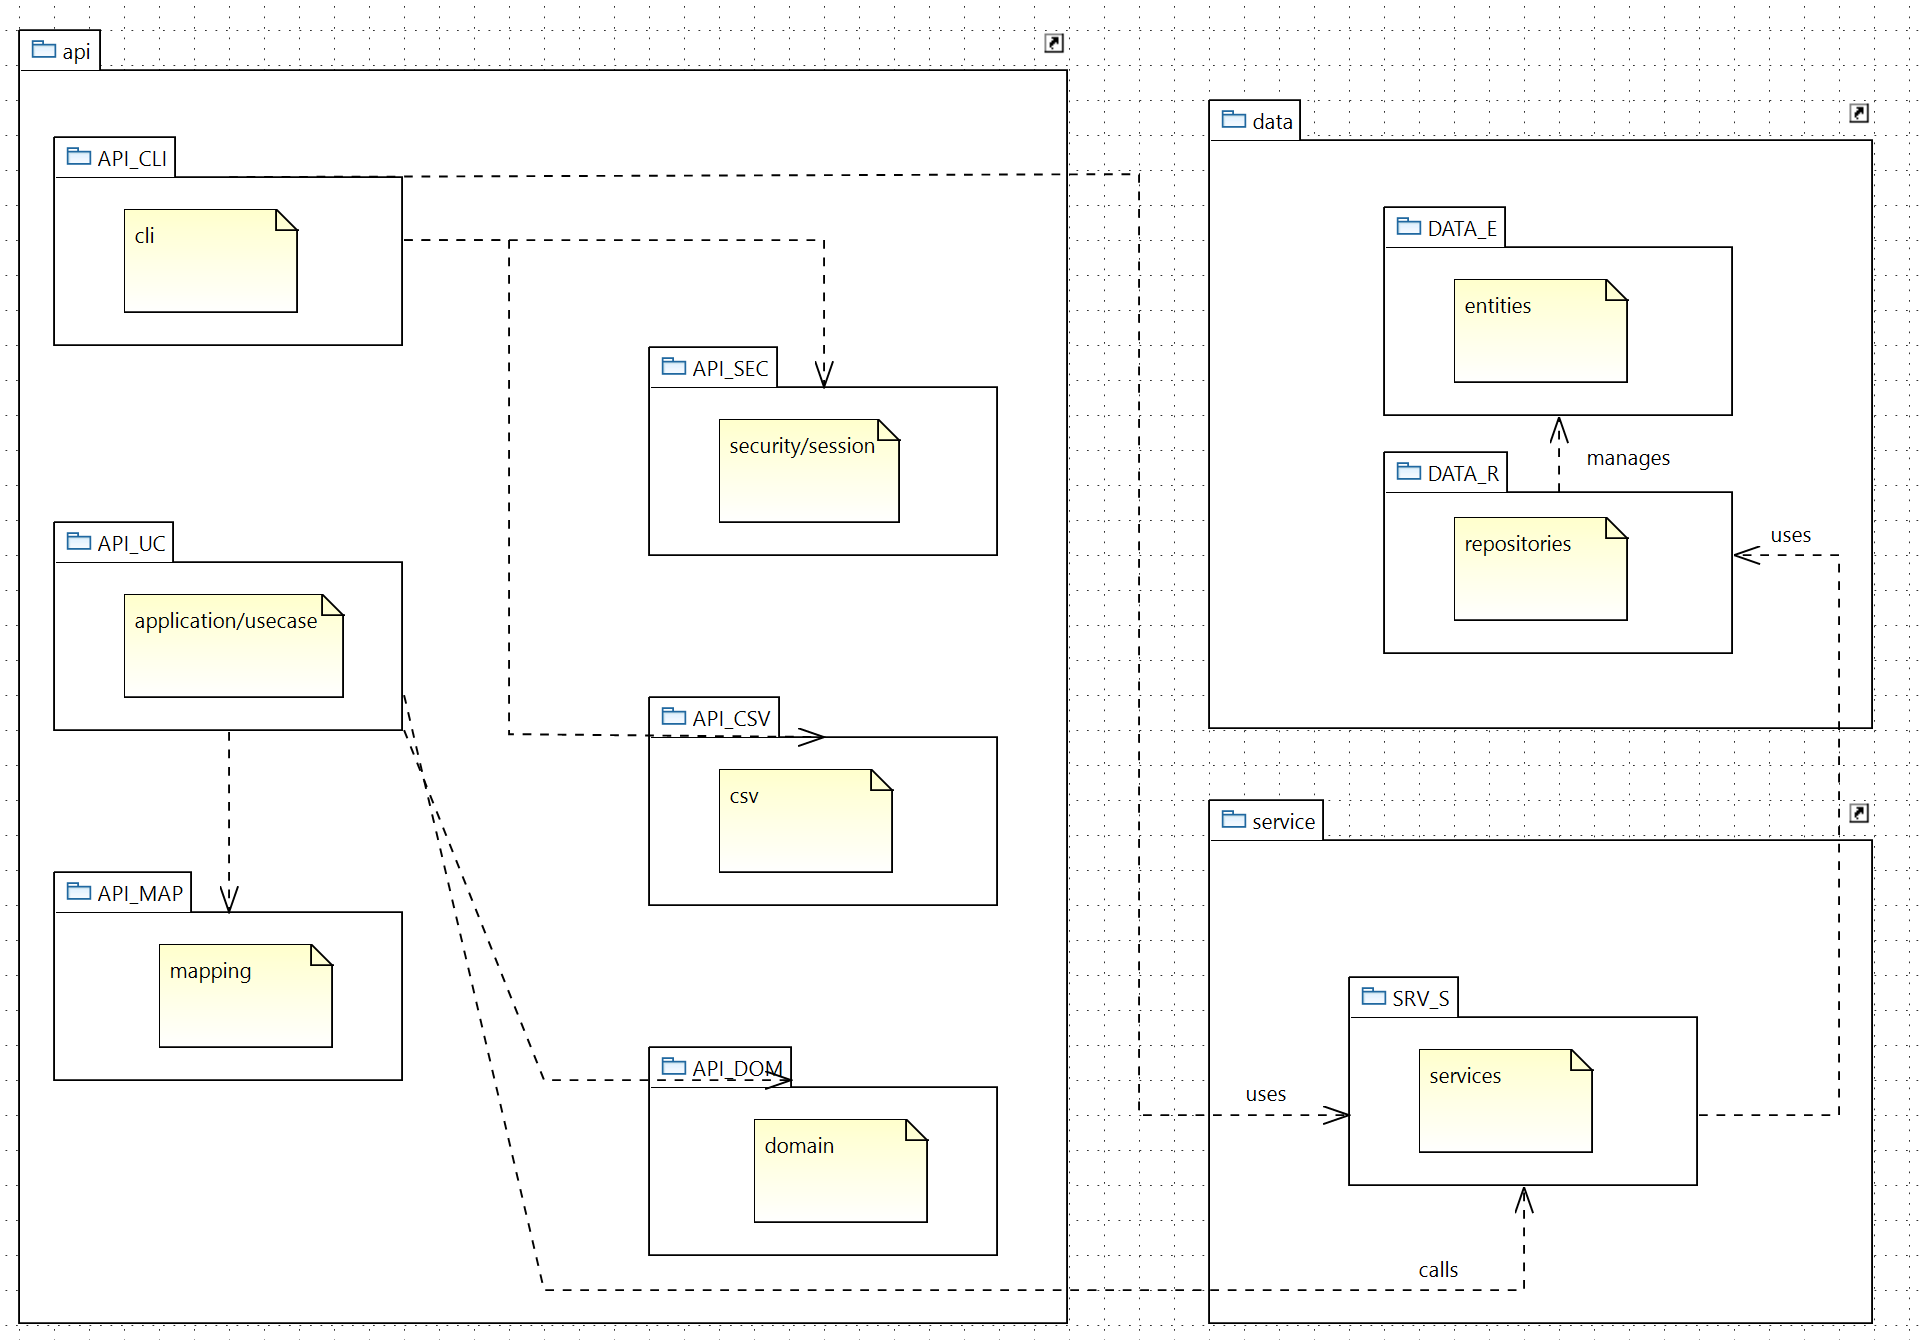 api
API_CLI
cli
API_SEC
security/session
API_UC
application/usecase
API_CSV
csv
API_MAP
mapping
API_DOM
domain
data
DATA_E
entities
manages
DATA_R
repositories
uses
service
SRV_S
services
uses
calls